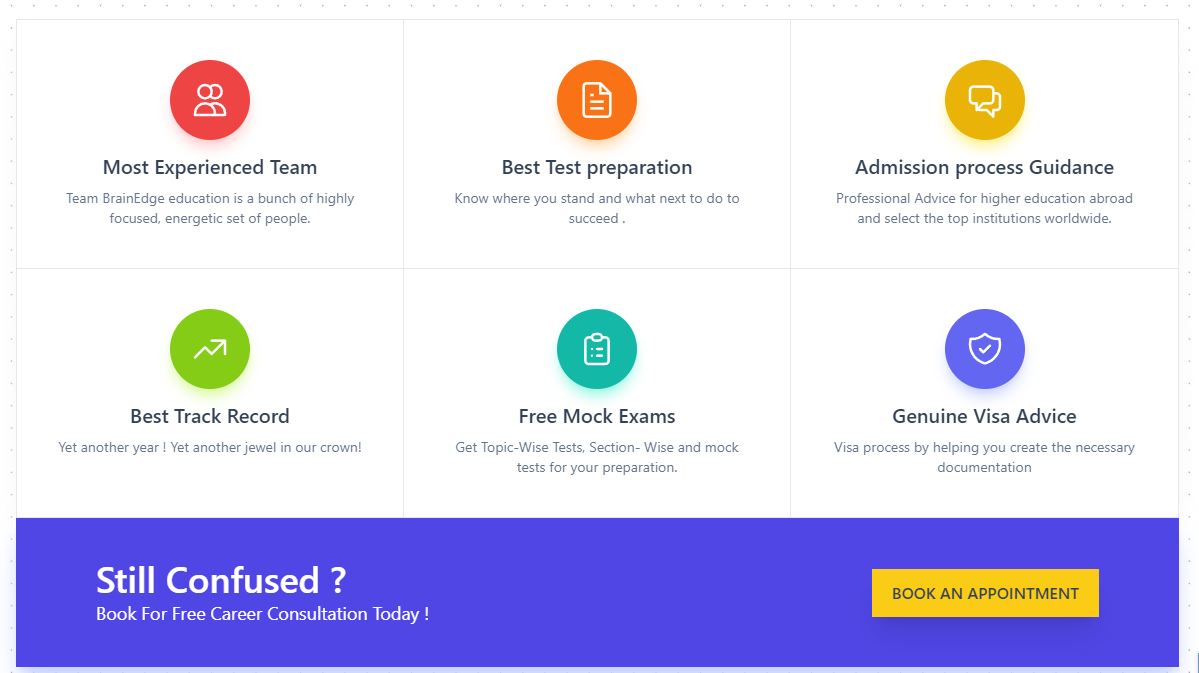 Most Experienced Team
Team BrainEdge education is a bunch of highly
focused, energetic set of people.
Best Test preparation
Know where you stand and what next to do to
succeed .
Admission process Guidance
Professional Advice for higher education abroad
and select the top institutions worldwide.
Best Track Record
Yet another year ! Yet another jewel in our crown!
Free Mock Exams
Get Topic-Wise Tests, Section- Wise and mock
tests for your preparation.
Genuine Visa Advice
Visa process by helping you create the necessary
documentation
Still Confused ?
Book For Free Career Consultation Today !
BOOK AN APPOINTMENT